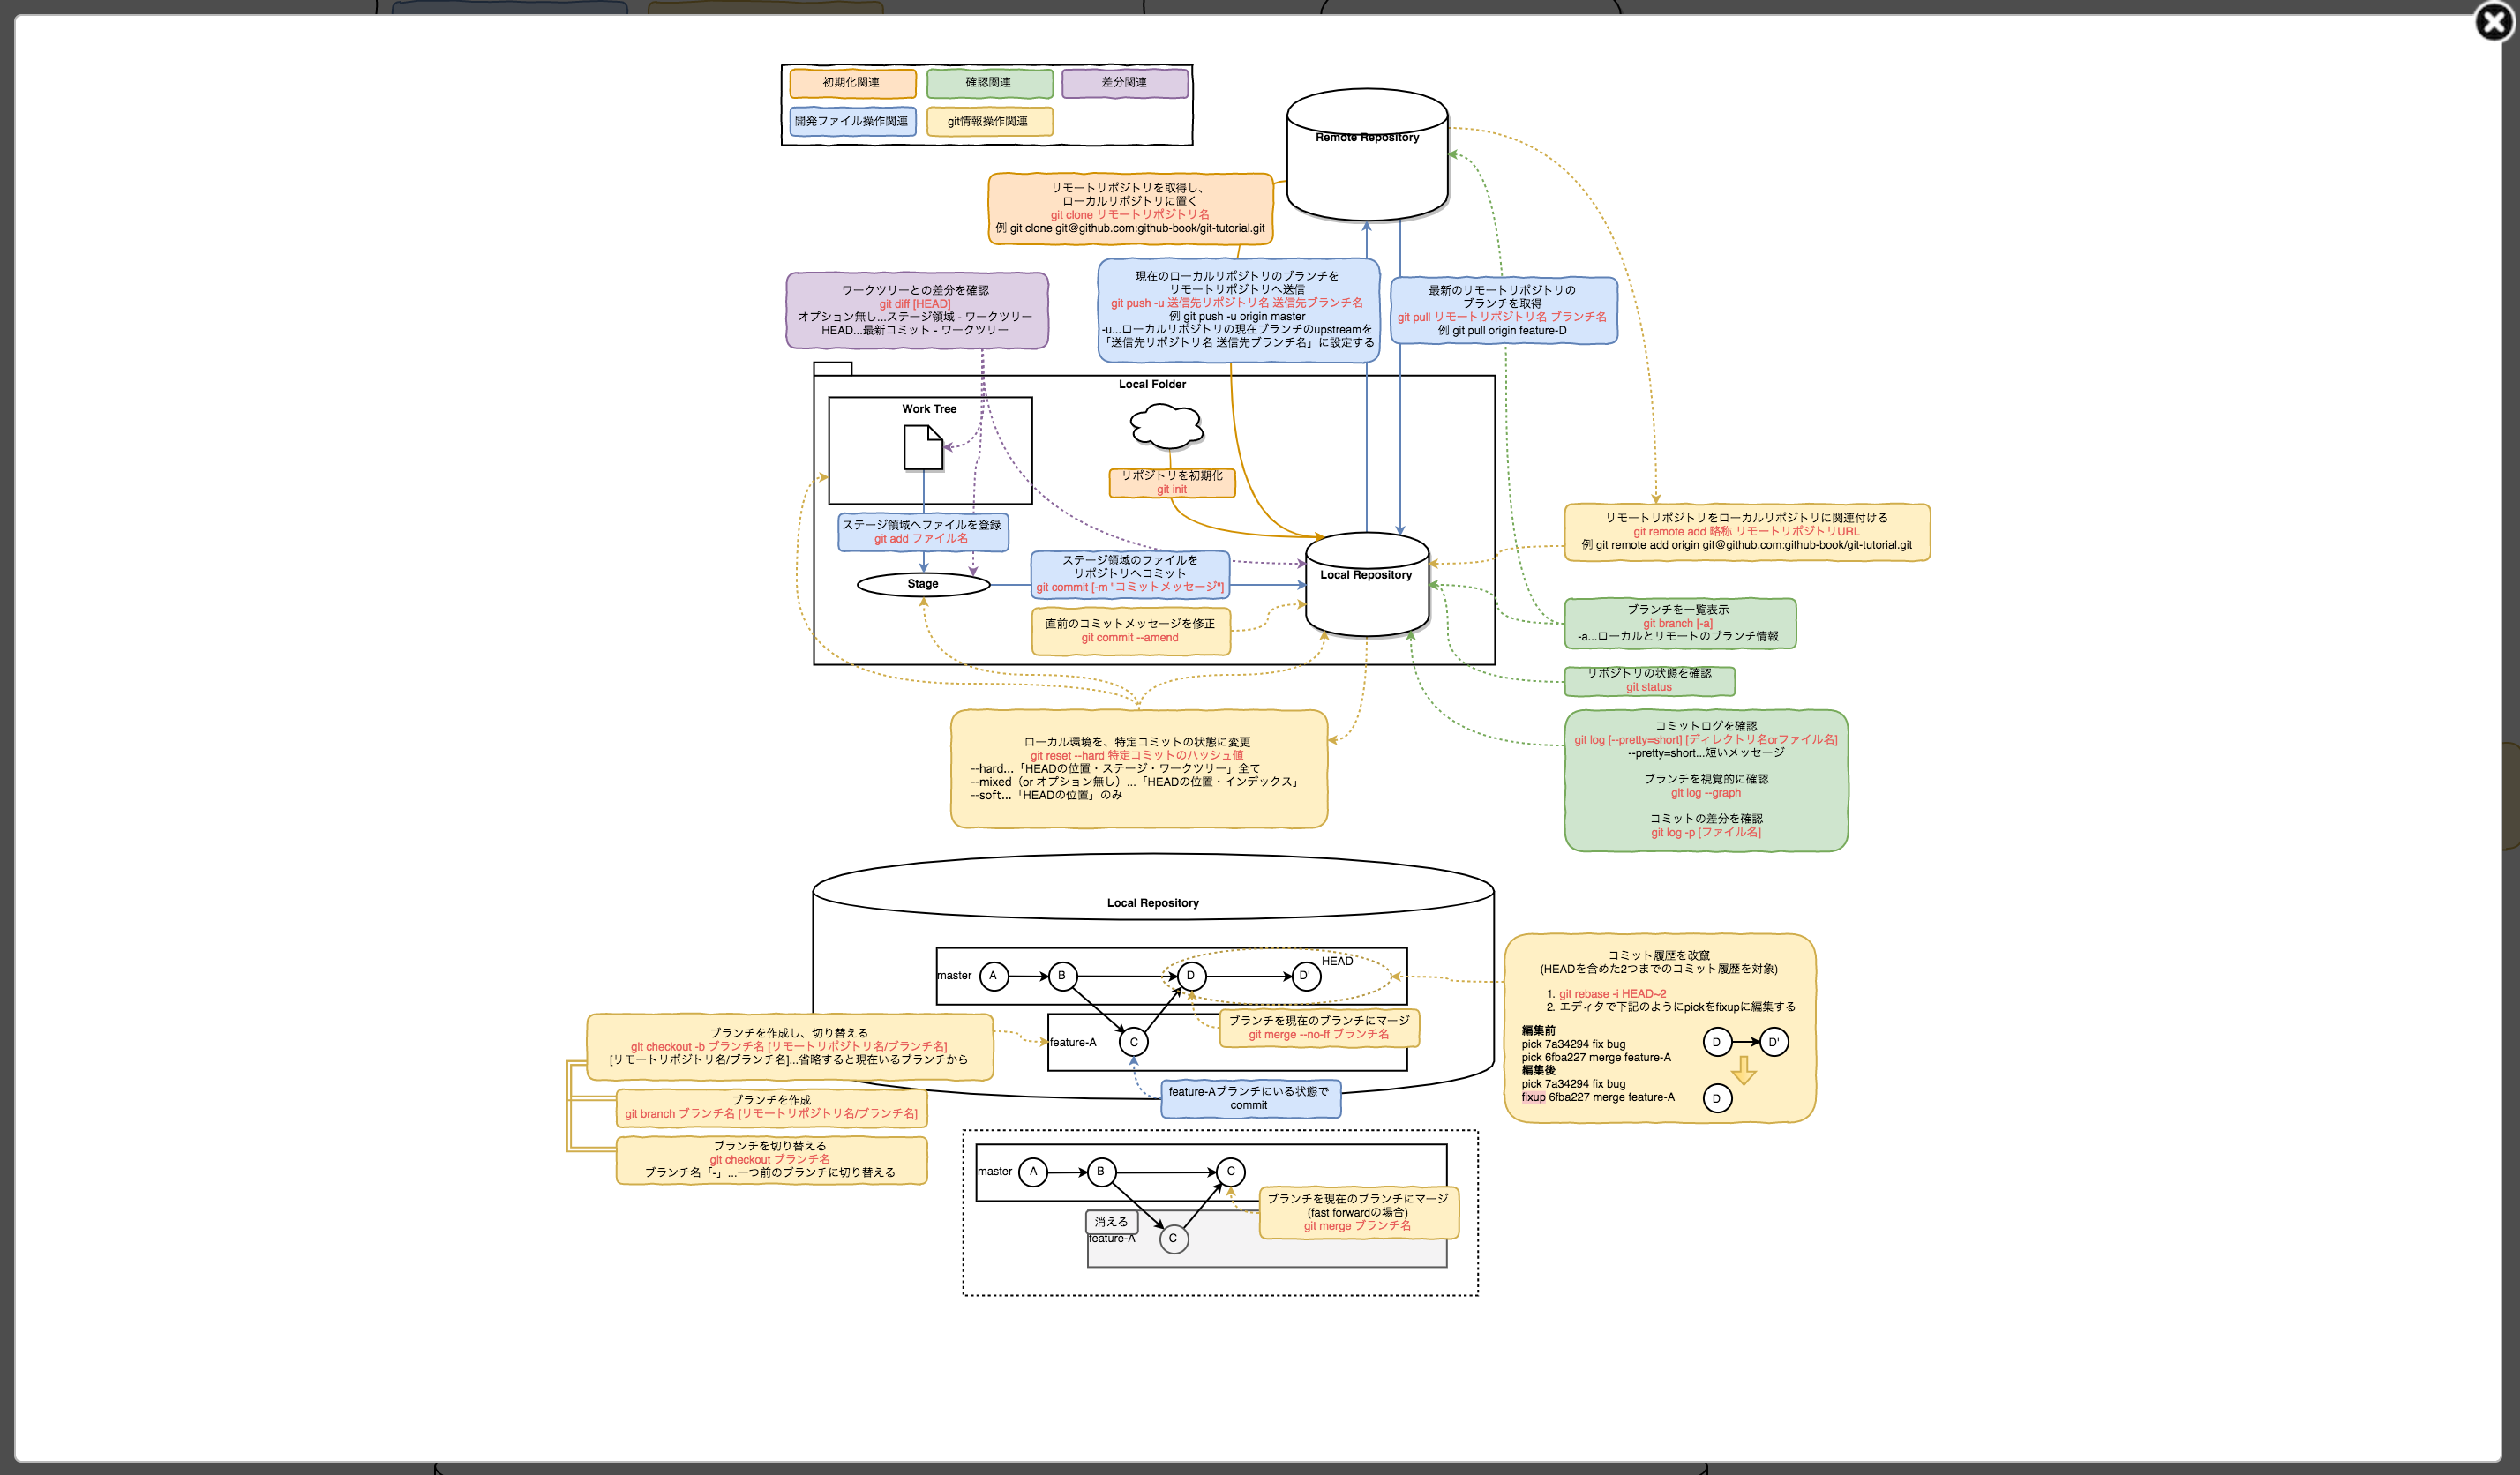 初期化関連
確認関連
差分関連
開発ファイル操作関連
git情報操作関連
Remote Repository
リモートリポジトリを取得し、
ローカルリポジトリに置く
git clone リモートリポジトリ名
例 git clone git@github.com:github-book/git-tutorial.git
ワークツリーとの差分を確認
git diff [HEAD]
オプション無し...ステージ領域 - ワークツリー
HEAD...最新コミット - ワークツリー
現在のローカルリポジトリのブランチを
リモートリポジトリへ送信
git push -u 送信先リポジトリ名 送信先ブランチ名
例 git push -u origin master
-u...ローカルリポジトリの現在ブランチのupstreamを
「送信先リポジトリ名 送信先ブランチ名」に設定する
最新のリモートリポジトリの
ブランチを取得
git pull リモートリポジトリ名 ブランチ名
例 git pull origin feature-D
Local Folder
Work Tree
リポジトリを初期化
git init
ステージ領域へファイルを登録
git add ファイル名
Stage
ステージ領域のファイルを
リポジトリへコミット
git commit [-m "コミットメッセージ"]
直前のコミットメッセージを修正
git commit --amend
Local Repository
リモートリポジトリをローカルリポジトリに関連付ける
git remote add 略称 リモートリポジトリURL
例 git remote add origin git@github.com:github-book/git-tutorial.git
ブランチを一覧表示
git branch [-a]
-a...ローカルとリモートのブランチ情報
リポジトリの状態を確認
git status
コミットログを確認
git log [--pretty=short] [ディレクトリ名orファイル名]
--pretty=short...短いメッセージ
ブランチを視覚的に確認
git log --graph
コミットの差分を確認
git log -p [ファイル名]
ローカル環境を、特定コミットの状態に変更
git reset --hard 特定コミットのハッシュ値
--hard...「HEADの位置・ステージ・ワークツリー」全て
--mixed（or オプション無し）...「HEADの位置・インデックス」
--soft...「HEADの位置」のみ
Local Repository
master
A
B
D
D'
HEAD
feature-A
C
ブランチを現在のブランチにマージ
git merge --no-ff ブランチ名
feature-Aブランチにいる状態で
commit
ブランチを作成し、切り替える
git checkout -b ブランチ名 [リモートリポジトリ名/ブランチ名]
[リモートリポジトリ名/ブランチ名]...省略すると現在いるブランチから
ブランチを作成
git branch ブランチ名 [リモートリポジトリ名/ブランチ名]
ブランチを切り替える
git checkout ブランチ名
ブランチ名「-」...一つ前のブランチに切り替える
コミット履歴を改竄
(HEADを含めた2つまでのコミット履歴を対象)
1. git rebase -i HEAD~2
2. エディタで下記のようにpickをfixupに編集する
編集前
pick 7a34294 fix bug
pick 6fba227 merge feature-A
編集後
pick 7a34294 fix bug
fixup 6fba227 merge feature-A
D
D'
D
master
A
B
C
消える
feature-A
C
ブランチを現在のブランチにマージ
(fast forwardの場合)
git merge ブランチ名